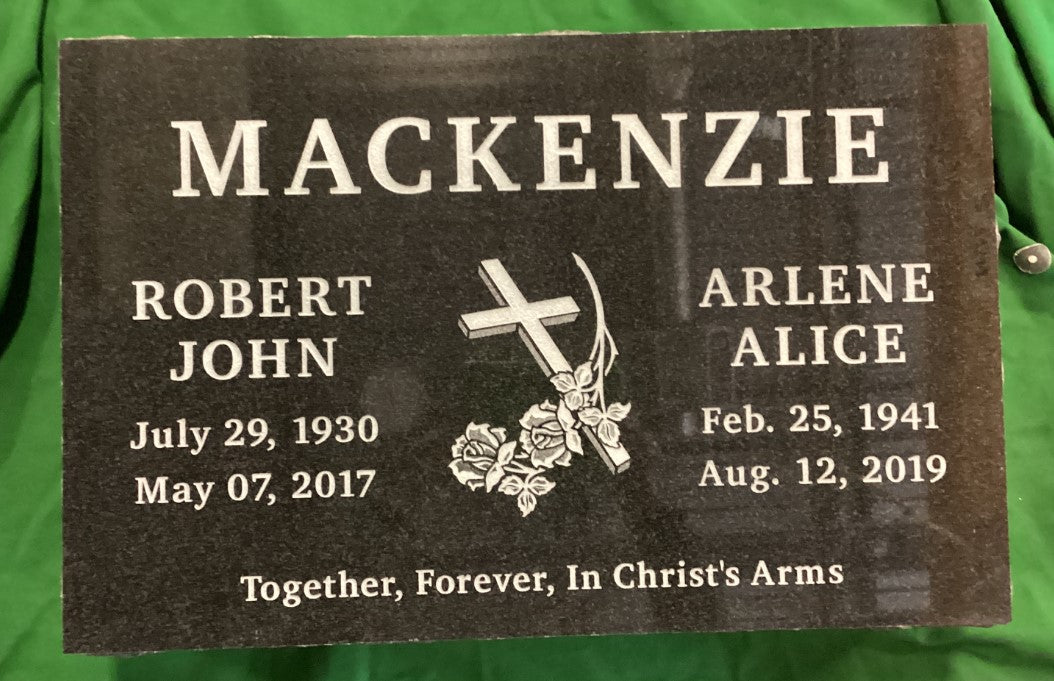 MACKENZIE
ROBERT
JOHN
July 29, 1930
May 07, 2017
ARLENE
ALICE
Feb. 25, 1941
Aug. 12, 2019
Together, Forever, In Christ's Arms